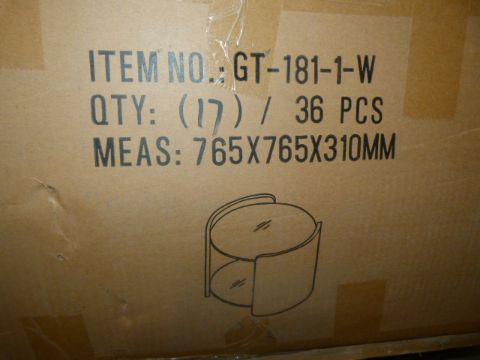 ITEM NO.: GT-181-1-W
QTY: (17) / 36 PCS
MEAS: 765X765X310MM